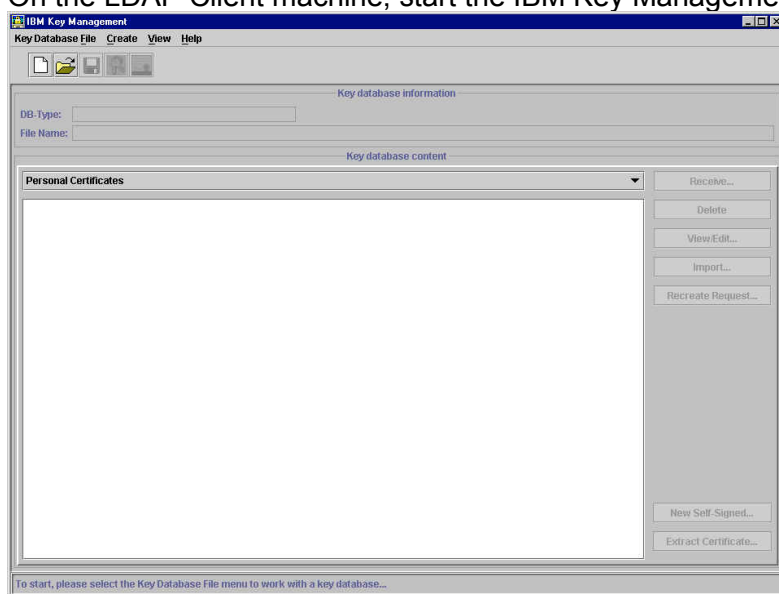 On the LDAP Client machine, start the IBM Key Manageme
IBM Key Management
Key Database File Create View Help
Key database information
DB-Type:
File Name:
Key database content
Personal Certificates
Receive...
Delete
View/Edit...
Import...
Recreate Request...
New Self-Signed...
Extract Certificate...
To start, please select the Key Database File menu to work with a key database...